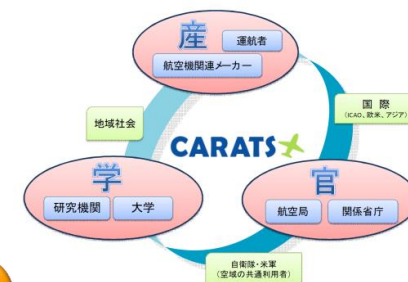 産
運航者
航空機関連メーカー
国 際
(ICAO、欧米、アジア)
地域社会
CARATS
学
研究機関
大学
官
航空局
関係省庁
自衛隊・米軍
(空域の共通利用者)